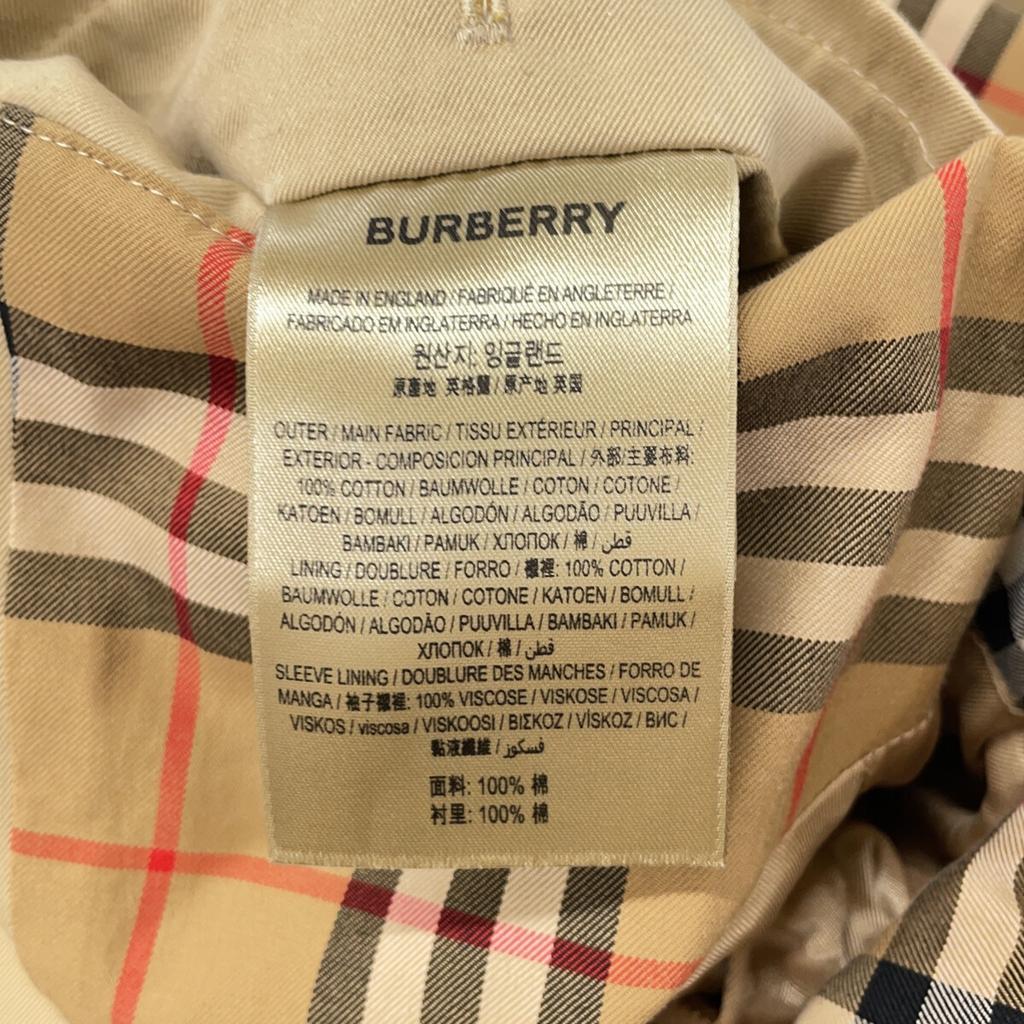 BURBERRY
MADE IN ENGLAND / FABRIQUÉ EN ANGLETERRE /
FABRICADO EM INGLATERRA / HECHO EN INGLATERRA
원산지: 잉글랜드
原產地 英格蘭 / 原产地 英国
OUTER / MAIN FABRIC / TISSU EXTÉRIEUR / PRINCIPAL /
EXTERIOR - COMPOSICION PRINCIPAL / 外部/主要布料:
100% COTTON / BAUMWOLLE / COTON / COTONE /
KATOEN / BOMULL / ALGODÓN / ALGODÃO / PUUVILLA /
BAMBAKI / PAMUK / ХЛОПОК / 棉 / قطن
LINING / DOUBLURE / FORRO / 襯裡: 100% COTTON /
BAUMWOLLE / COTON / COTONE / KATOEN / BOMULL /
ALGODÓN / ALGODÃO / PUUVILLA / BAMBAKI / PAMUK /
ХЛОПОК / 棉 / قطن
SLEEVE LINING / DOUBLURE DES MANCHES / FORRO DE
MANGA / 袖子襯裡: 100% VISCOSE / VISKOSE / VISCOSA /
VISKOS / viscosa / VISKOOSI / ΒΙΣΚΟΖ / VİSKOZ / ВИС /
黏液纖維 / فسكوز
面料: 100% 棉
衬里: 100% 棉